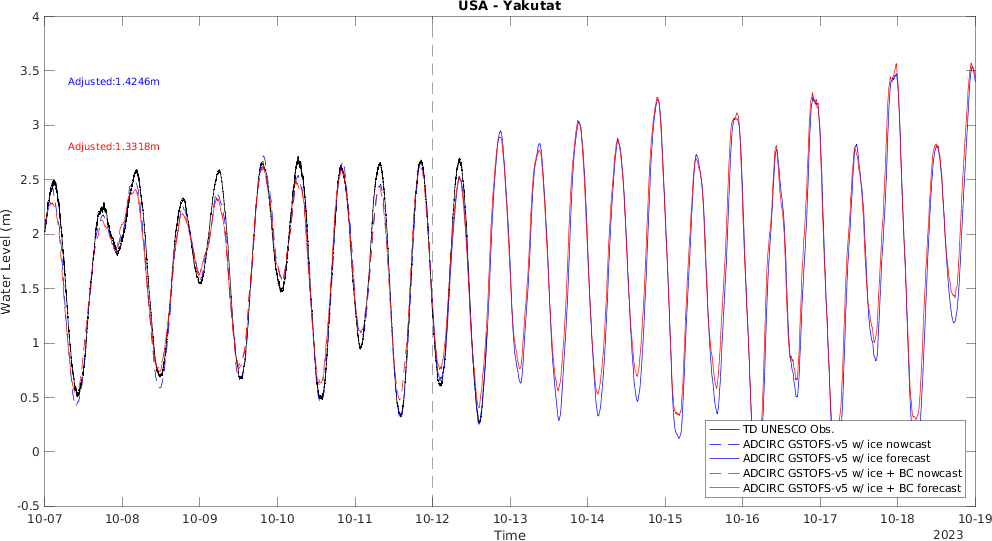 USA - Yakutat
4
3.5
3
2.5
2
1.5
1
0.5
0
-0.5
Water Level (m)
Adjusted:1.4246m
Adjusted:1.3318m
TD UNESCO Obs.
ADCIRC GSTOFS-v5 w/ ice nowcast
ADCIRC GSTOFS-v5 w/ ice forecast
ADCIRC GSTOFS-v5 w/ ice + BC nowcast
ADCIRC GSTOFS-v5 w/ ice + BC forecast
10-07 10-08 10-09 10-10 10-11 10-12 10-13 10-14 10-15 10-16 10-17 10-18 10-19
Time
2023